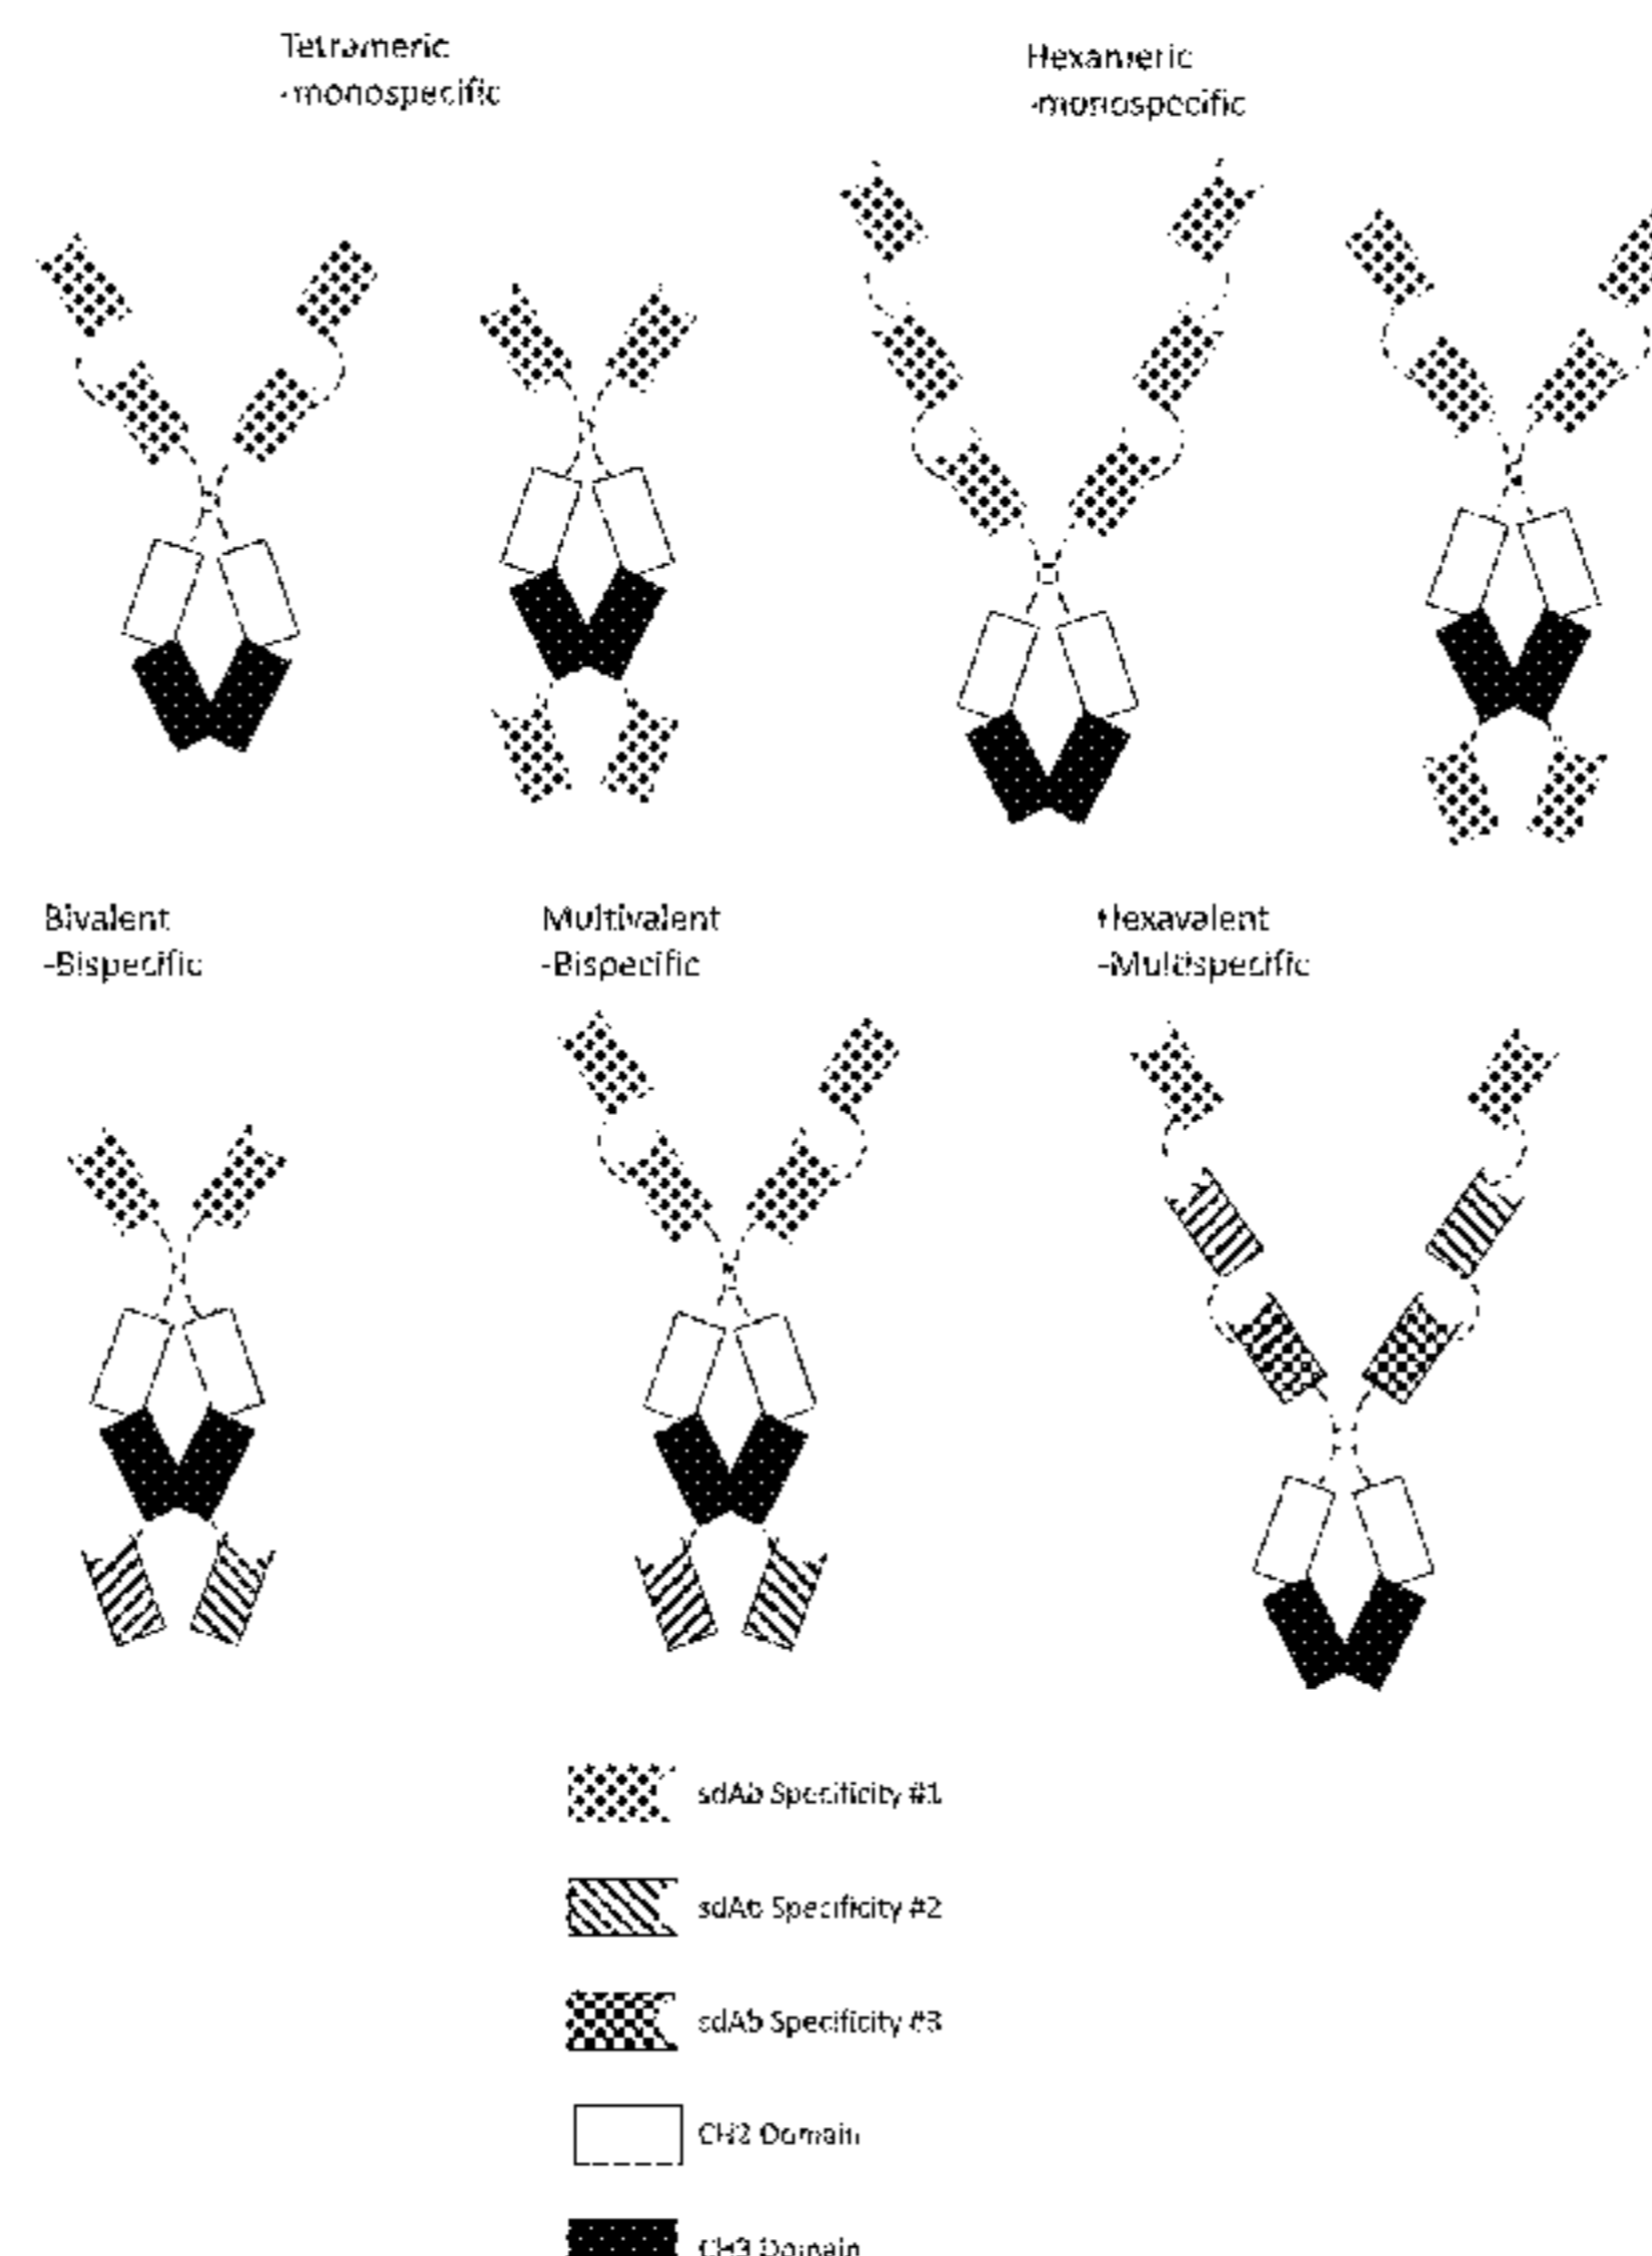 Tetrameric
-monospecific
Hexameric
-monospecific
Bivalent
-Bispecific
Multivalent
-Bispecific
Hexavalent
-Multispecific
sdAb Specificity #1
sdAb Specificity #2
sdAb Specificity #3
CH2 Domain
CH3 Domain